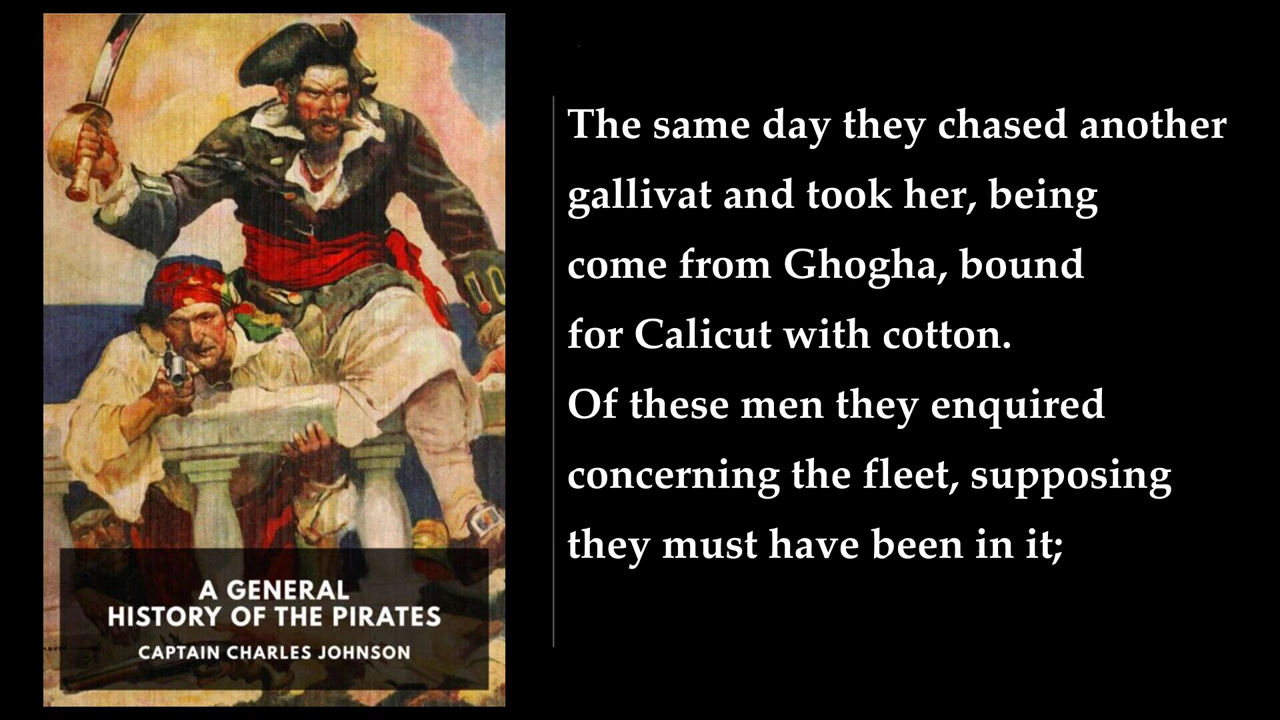 The same day they chased another
gallivat and took her, being
come from Ghogha, bound
for Calicut with cotton.
Of these men they enquired
concerning the fleet, supposing
they must have been in it;
A GENERAL
HISTORY OF THE PIRATES
CAPTAIN CHARLES JOHNSON